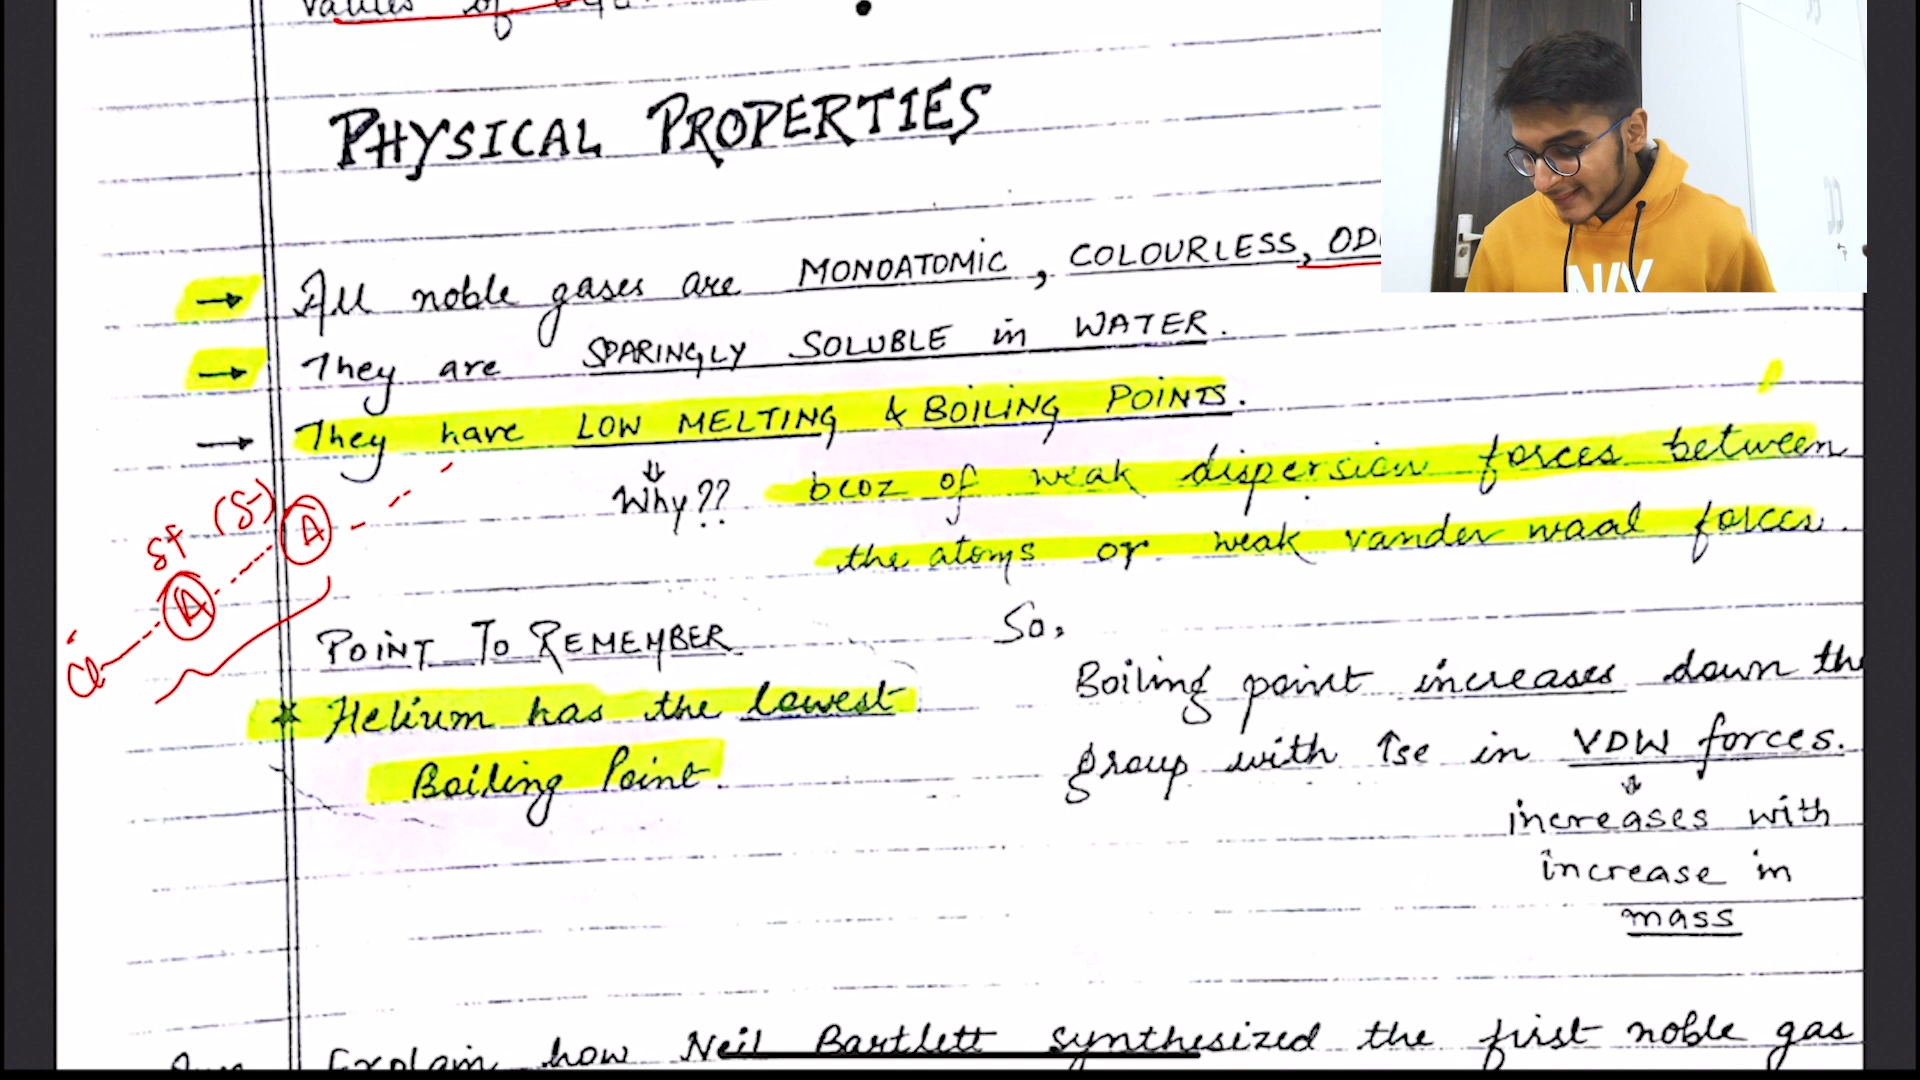 values of
PHYSICAL PROPERTIES
→ All noble gases are MONOATOMIC, COLOURLESS, OD
→ They are SPARINGLY SOLUBLE in WATER.
→ They have LOW MELTING & BOILING POINTS.
⇓
Why?? bcoz of weak dispersion forces between
the atoms or weak vander waal forces.
δ+ (δ-)
A A
POINT TO REMEMBER
* Helium has the lowest
Boiling Point.
So,
Boiling point increases down the
group with ↑se in VDW forces.
⇓
increases with
increase in
mass
Explain how Neil Bartlett synthesized the first noble gas